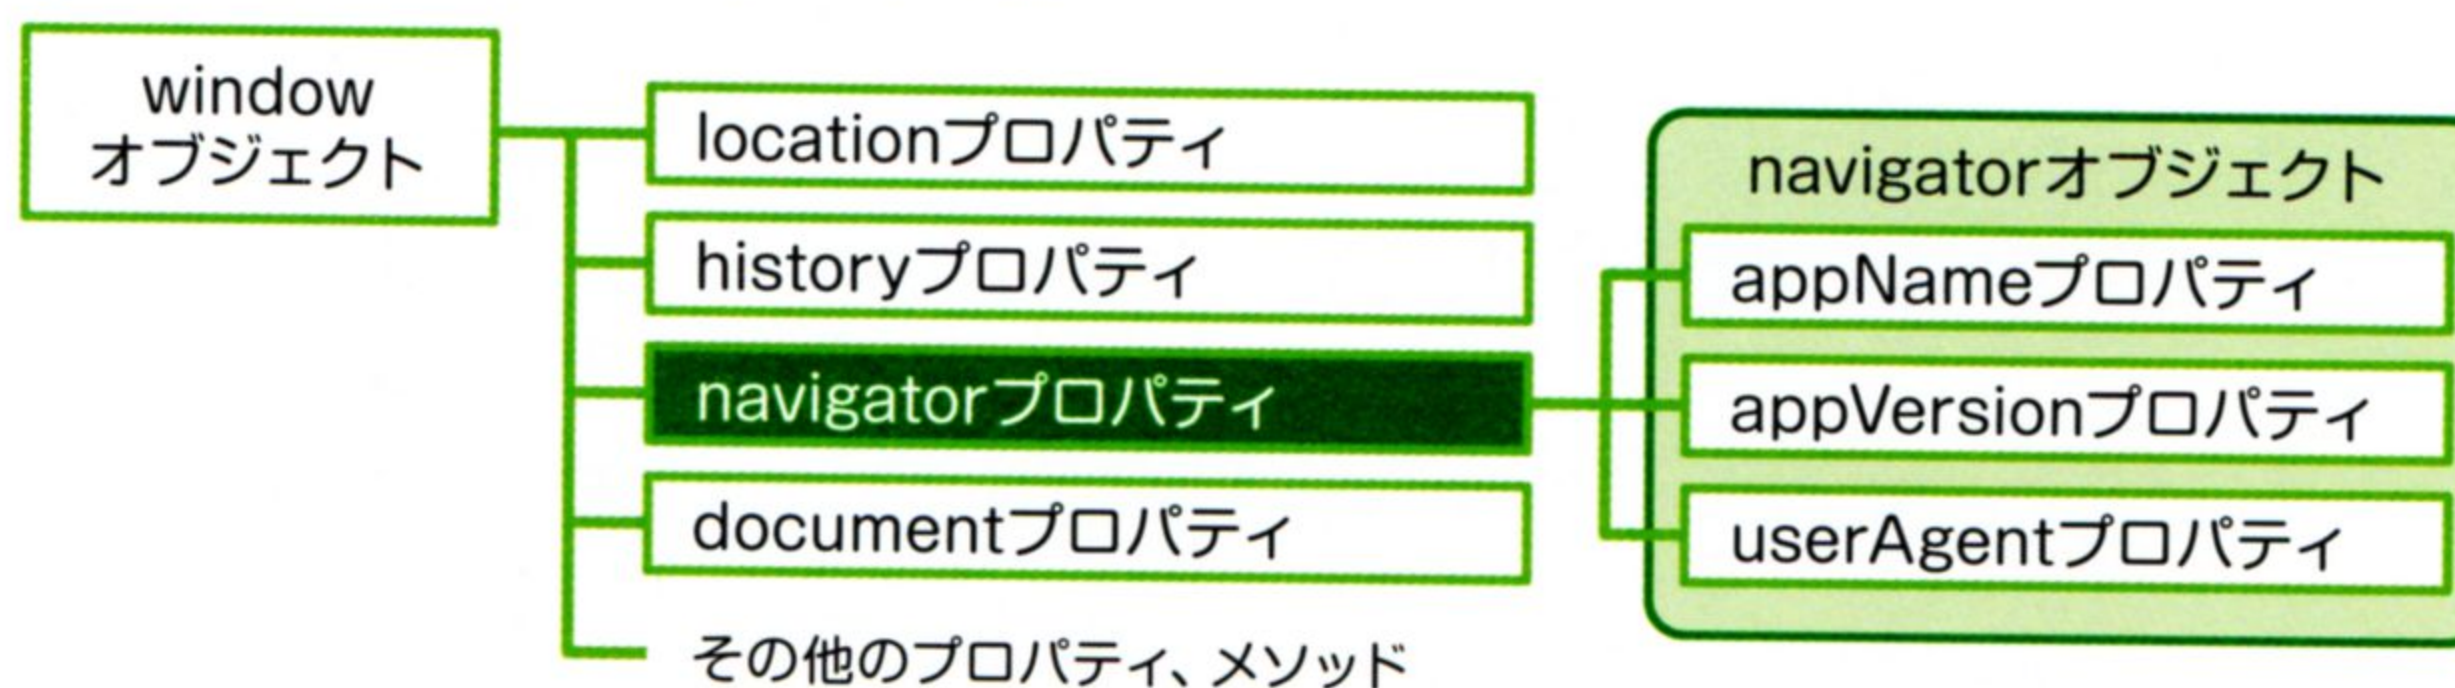 window
オブジェクト
locationプロパティ
historyプロパティ
navigatorプロパティ
documentプロパティ
その他のプロパティ、メソッド
navigatorオブジェクト
appNameプロパティ
appVersionプロパティ
userAgentプロパティ